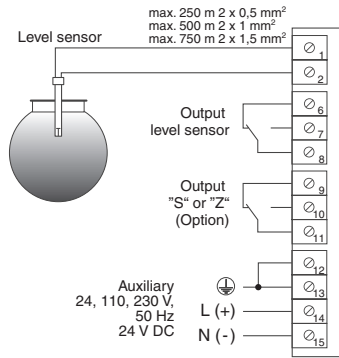 max. 250 m 2 x 0,5 mm²
max. 500 m 2 x 1 mm²
max. 750 m 2 x 1,5 mm²
Level sensor
1
2
6
Output
level sensor
7
8
9
Output
"S“ or "Z“
(Option)
10
11
12
Auxiliary
24, 110, 230 V,
50 Hz
24 V DC
13
L (+)
14
N (-)
15